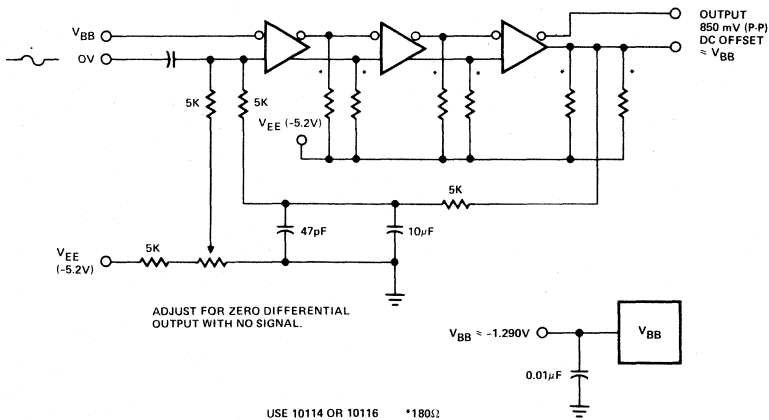 OUTPUT
850 mV (P-P)
DC OFFSET
≈ VBB
VBB
OV
*
*
*
*
*
*
5K
5K
VEE (−5.2V)
5K
47pF
10μF
VEE
(−5.2V)
5K
ADJUST FOR ZERO DIFFERENTIAL
OUTPUT WITH NO SIGNAL.
VBB ≈ −1.290V
VBB
0.01μF
USE 10114 OR 10116 *180Ω